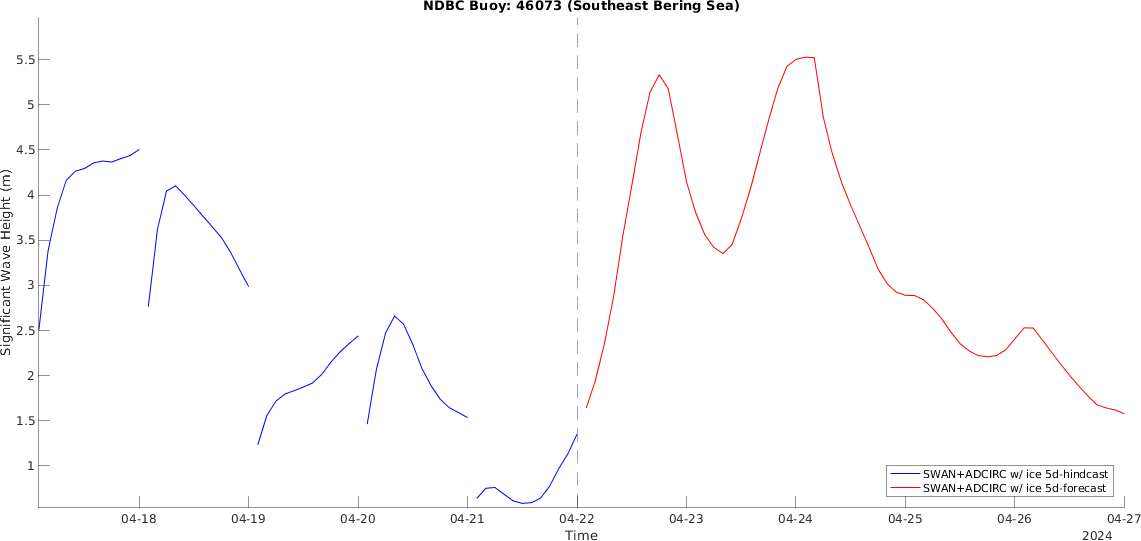 NDBC Buoy: 46073 (Southeast Bering Sea)
Significant Wave Height (m)
5.5
5
4.5
4
3.5
3
2.5
2
1.5
1
SWAN+ADCIRC w/ ice 5d-hindcast
SWAN+ADCIRC w/ ice 5d-forecast
04-18 04-19 04-20 04-21 04-22 04-23 04-24 04-25 04-26 04-27
Time
2024